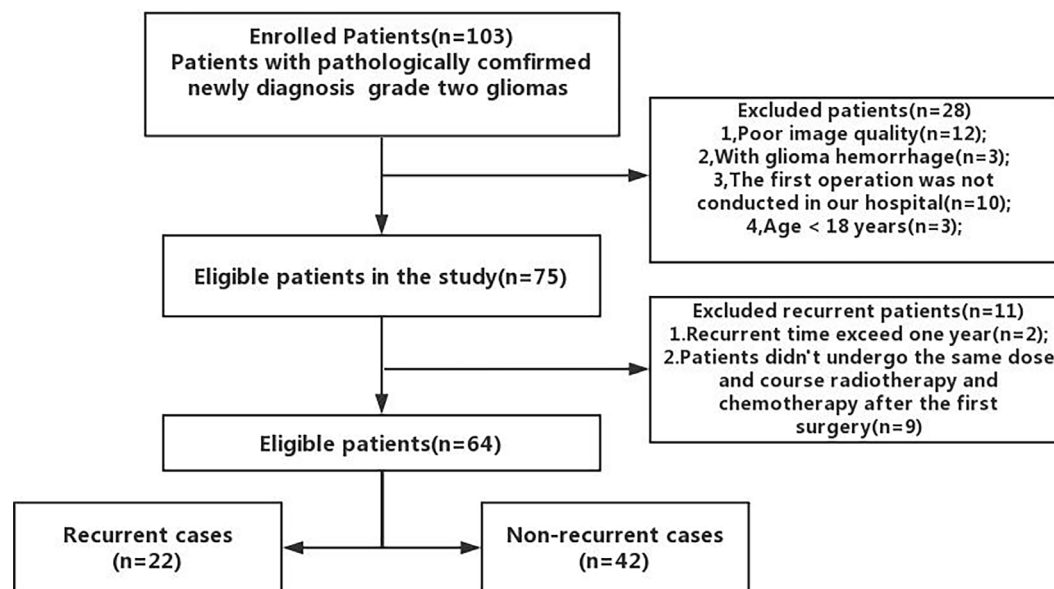 Enrolled Patients(n=103)
Patients with pathologically comfirmed
newly diagnosis grade two gliomas
Excluded patients(n=28)
1,Poor image quality(n=12);
2,With glioma hemorrhage(n=3);
3,The first operation was not
conducted in our hospital(n=10);
4,Age < 18 years(n=3);
Eligible patients in the study(n=75)
Excluded recurrent patients(n=11)
1.Recurrent time exceed one year(n=2);
2.Patients didn't undergo the same dose
and course radiotherapy and
chemotherapy after the first
surgery(n=9)
Eligible patients(n=64)
Recurrent cases
(n=22)
Non-recurrent cases
(n=42)